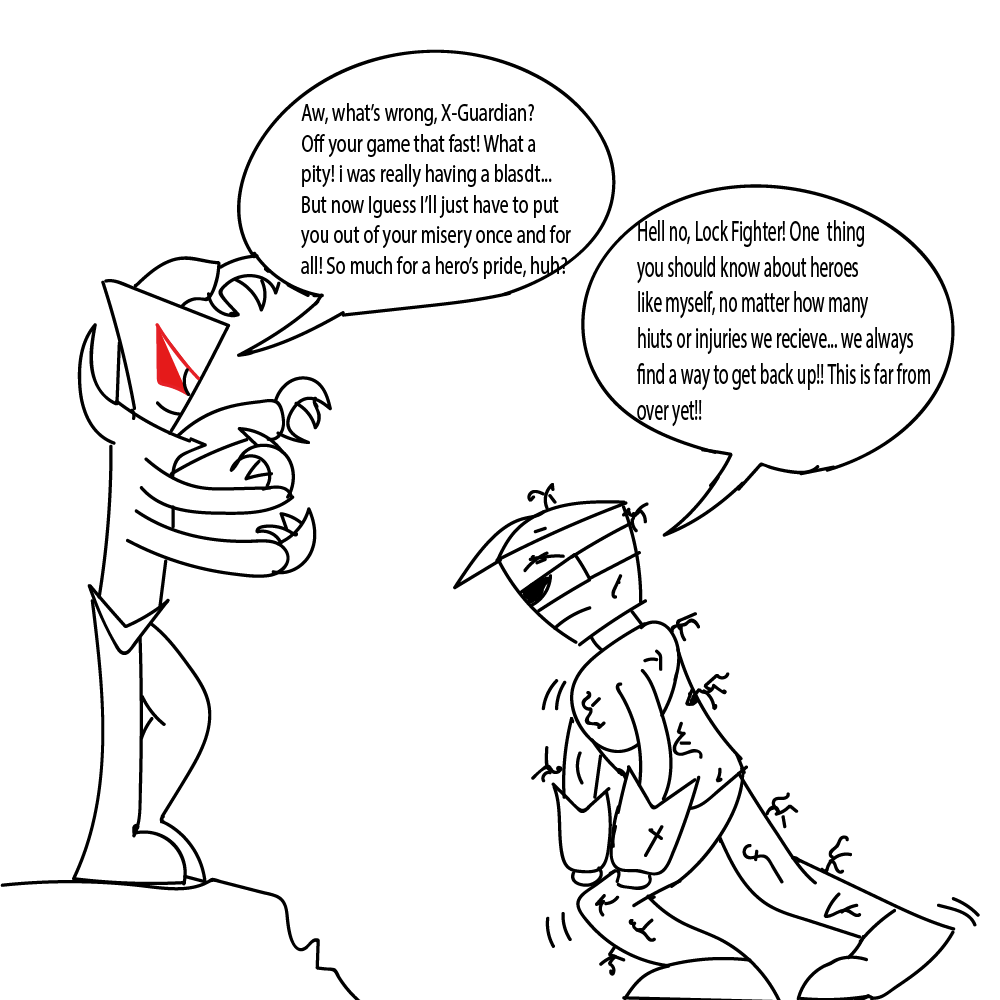 Aw, what's wrong, X-Guardian?
Off your game that fast! What a
pity! i was really having a blasdt...
But now Iguess I'll just have to put
you out of your misery once and for
all! So much for a hero's pride, huh?
Hell no, Lock Fighter! One thing
you should know about heroes
like myself, no matter how many
hiuts or injuries we recieve... we always
find a way to get back up!! This is far from
over yet!!